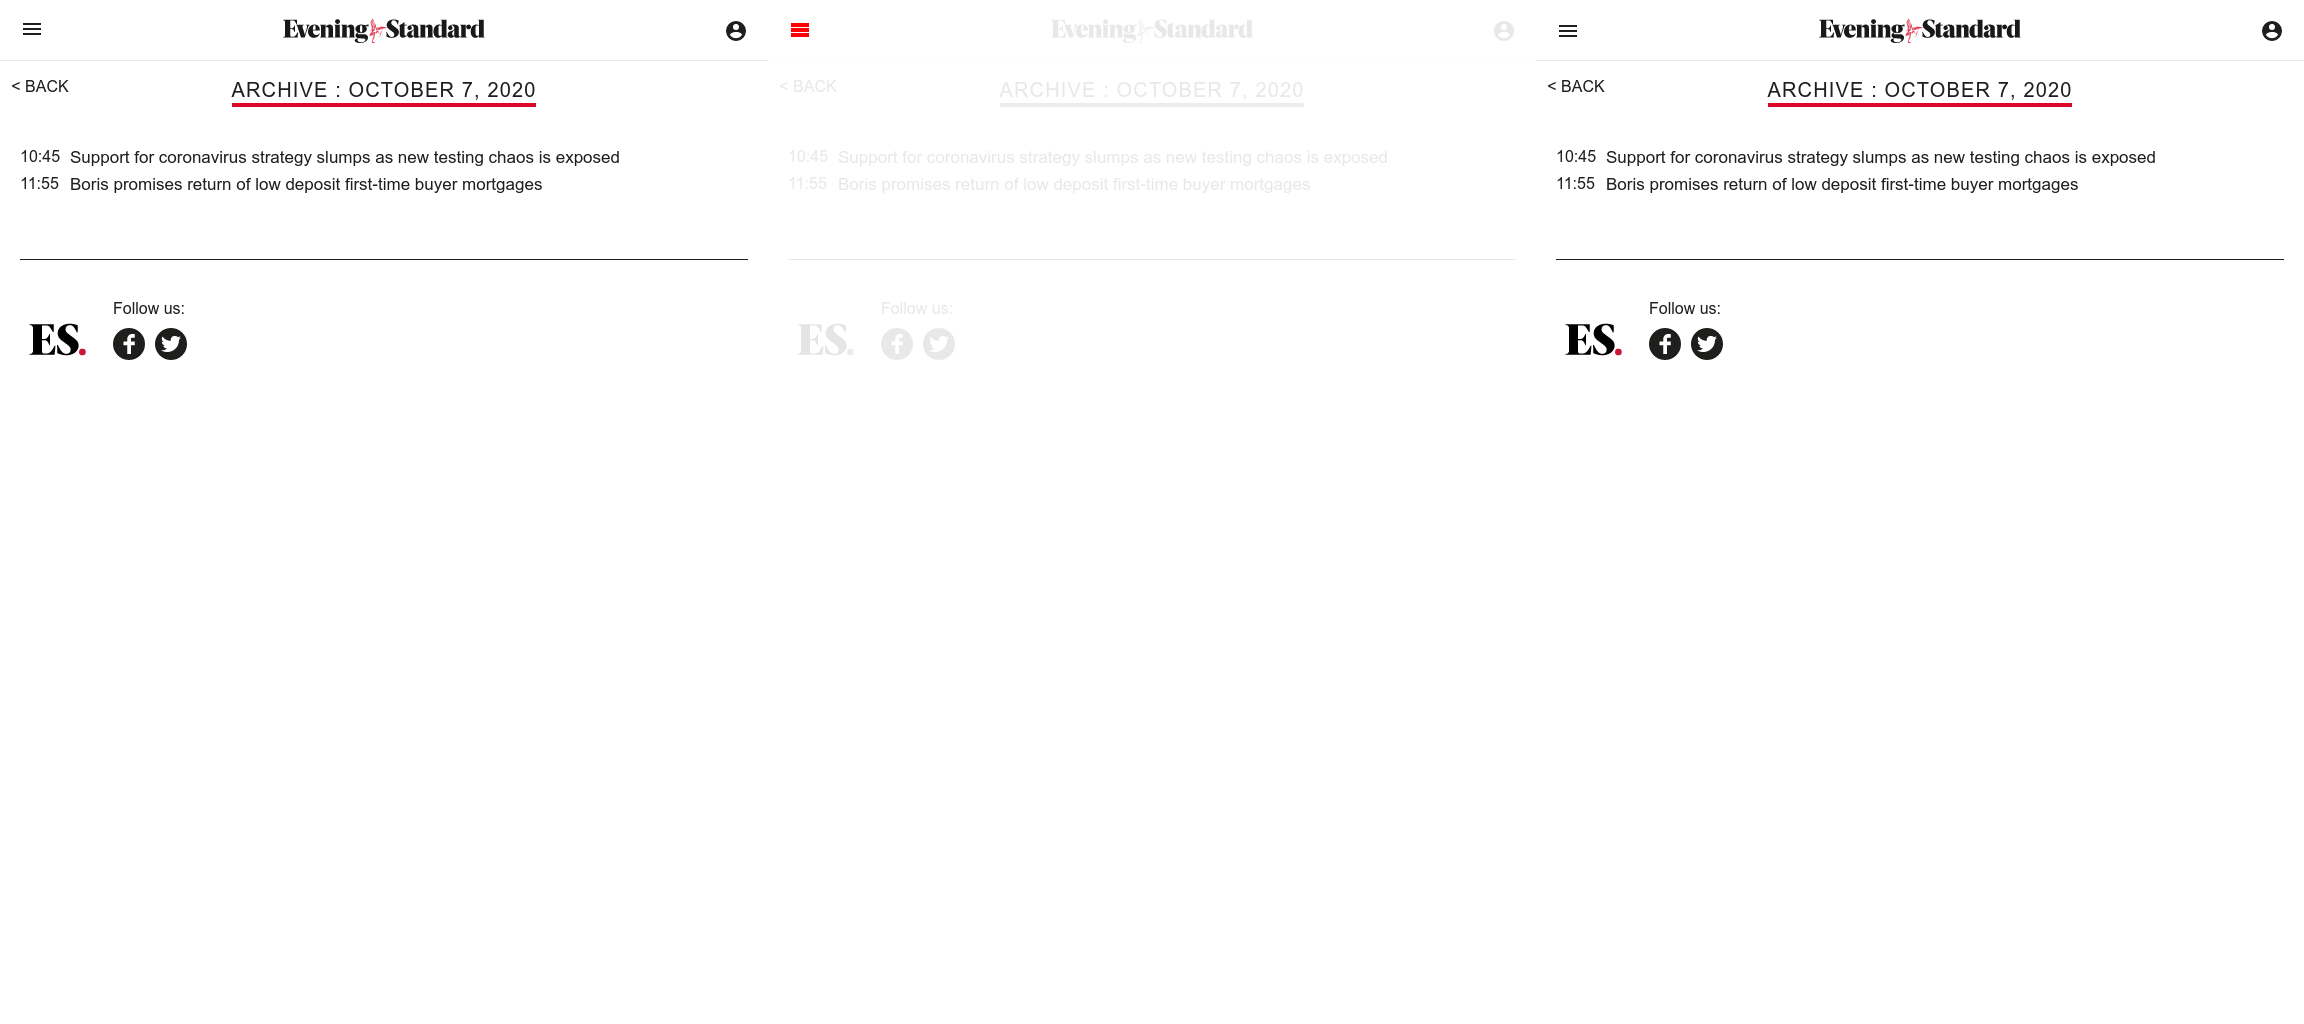 Evening Standard
< BACK
ARCHIVE : OCTOBER 7, 2020
10:45 Support for coronavirus strategy slumps as new testing chaos is exposed
11:55 Boris promises return of low deposit first-time buyer mortgages
Follow us:
ES.
Evening Standard
< BACK
ARCHIVE : OCTOBER 7, 2020
10:45 Support for coronavirus strategy slumps as new testing chaos is exposed
11:55 Boris promises return of low deposit first-time buyer mortgages
Follow us:
ES.
Evening Standard
< BACK
ARCHIVE : OCTOBER 7, 2020
10:45 Support for coronavirus strategy slumps as new testing chaos is exposed
11:55 Boris promises return of low deposit first-time buyer mortgages
Follow us:
ES.